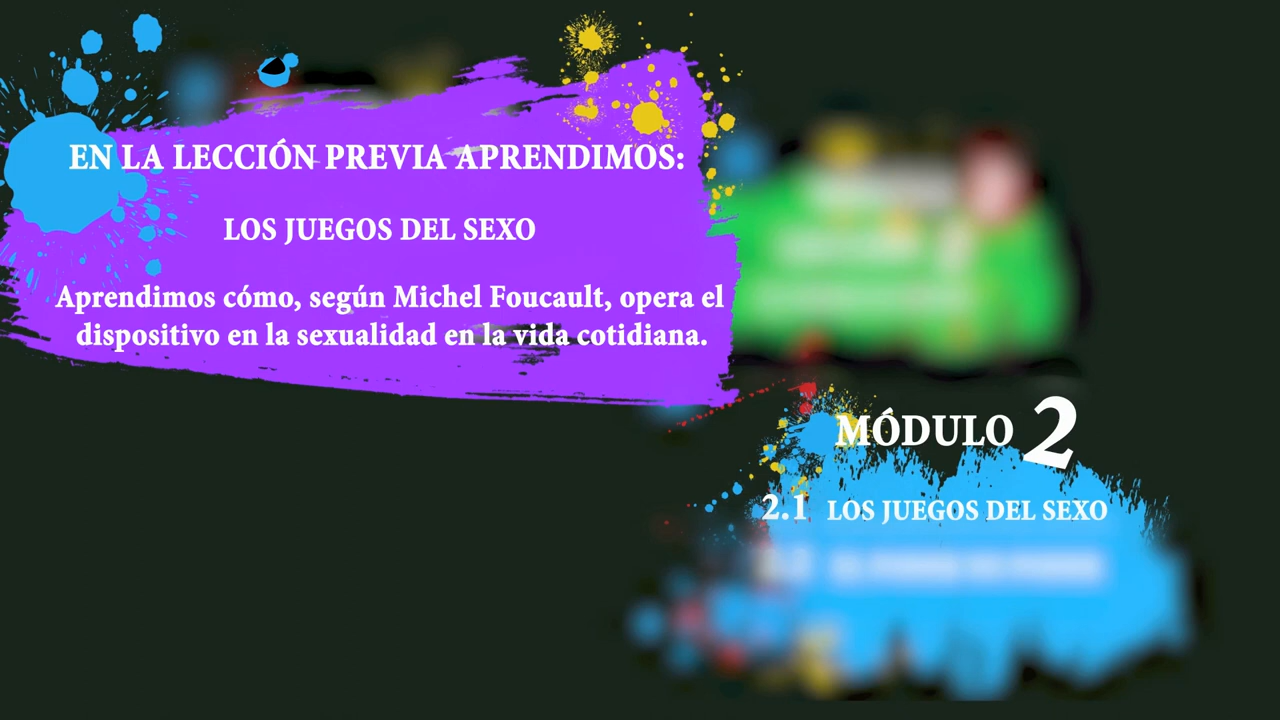 EN LA LECCIÓN PREVIA APRENDIMOS:
LOS JUEGOS DEL SEXO
Aprendimos cómo, según Michel Foucault, opera el
dispositivo en la sexualidad en la vida cotidiana.
MÓDULO 2
2.1 LOS JUEGOS DEL SEXO